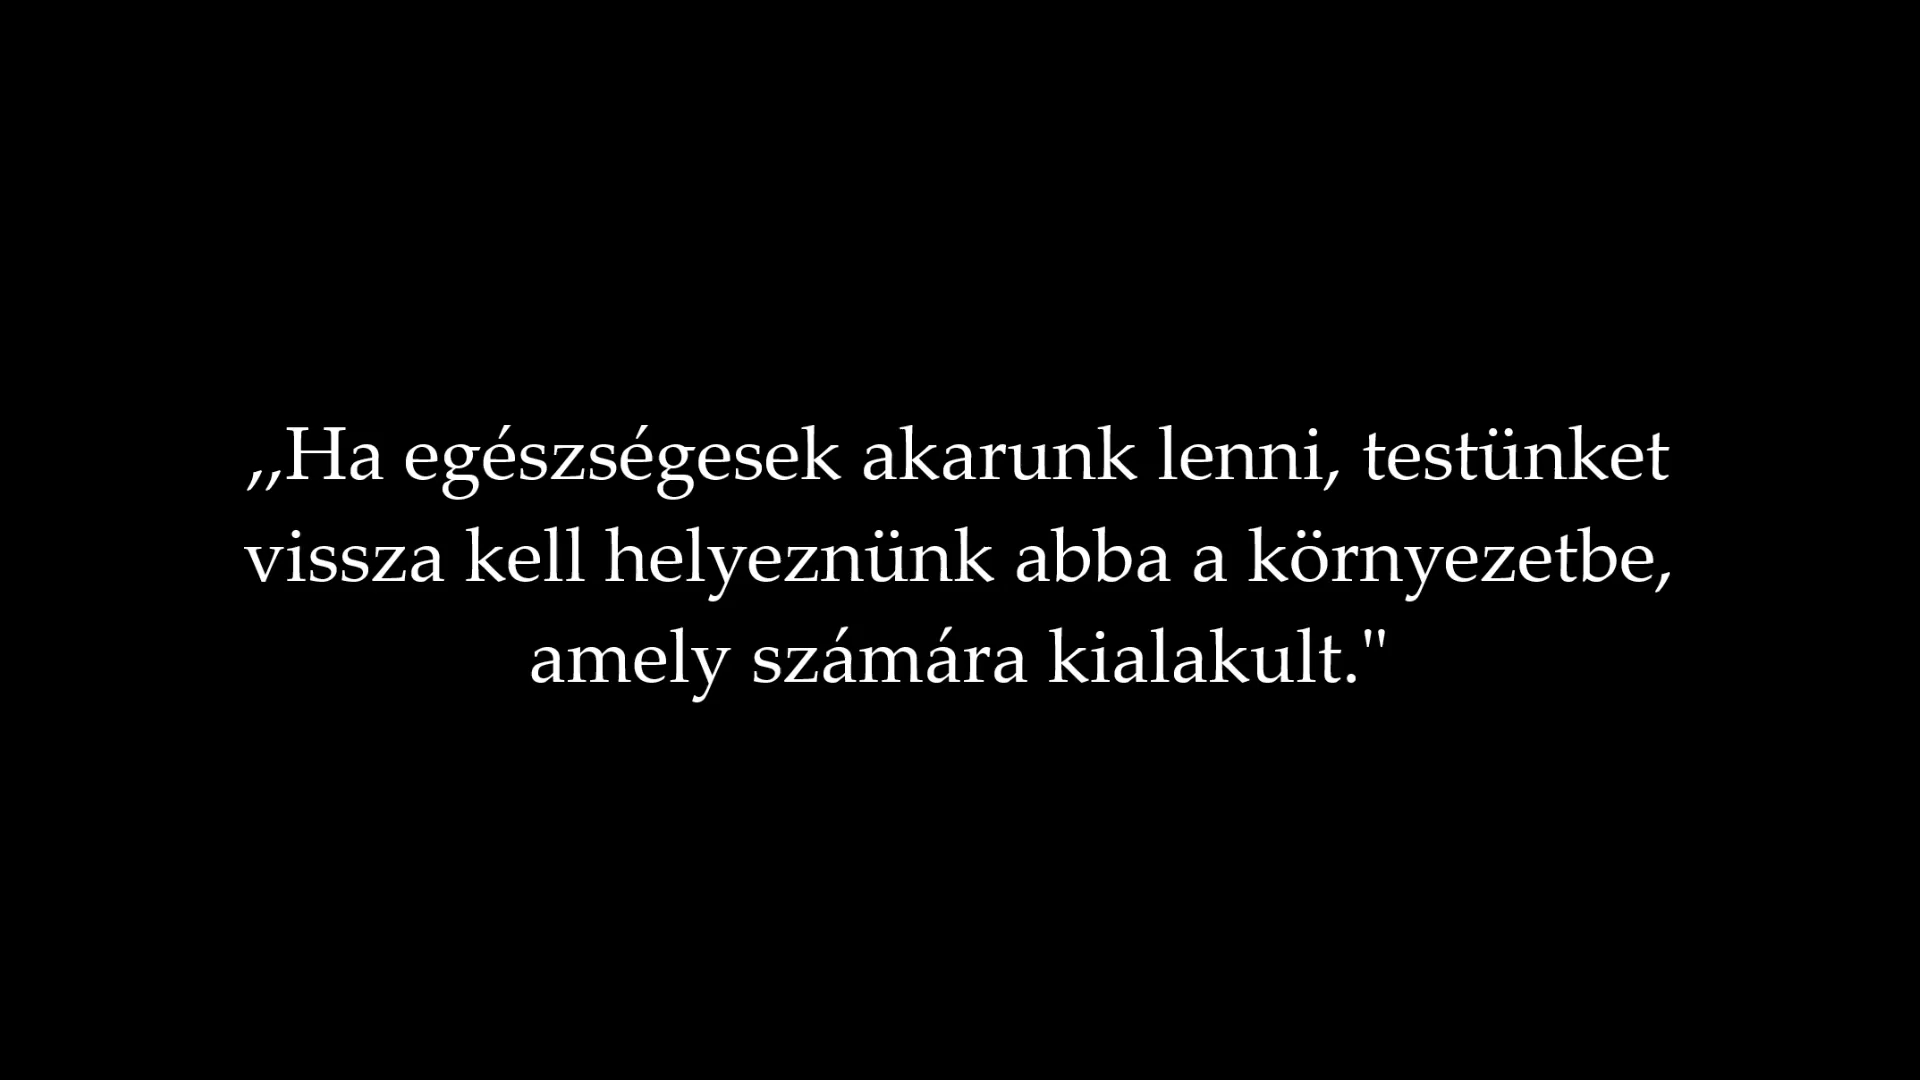 ,,Ha egészségesek akarunk lenni, testünket
vissza kell helyeznünk abba a környezetbe,
amely számára kialakult."